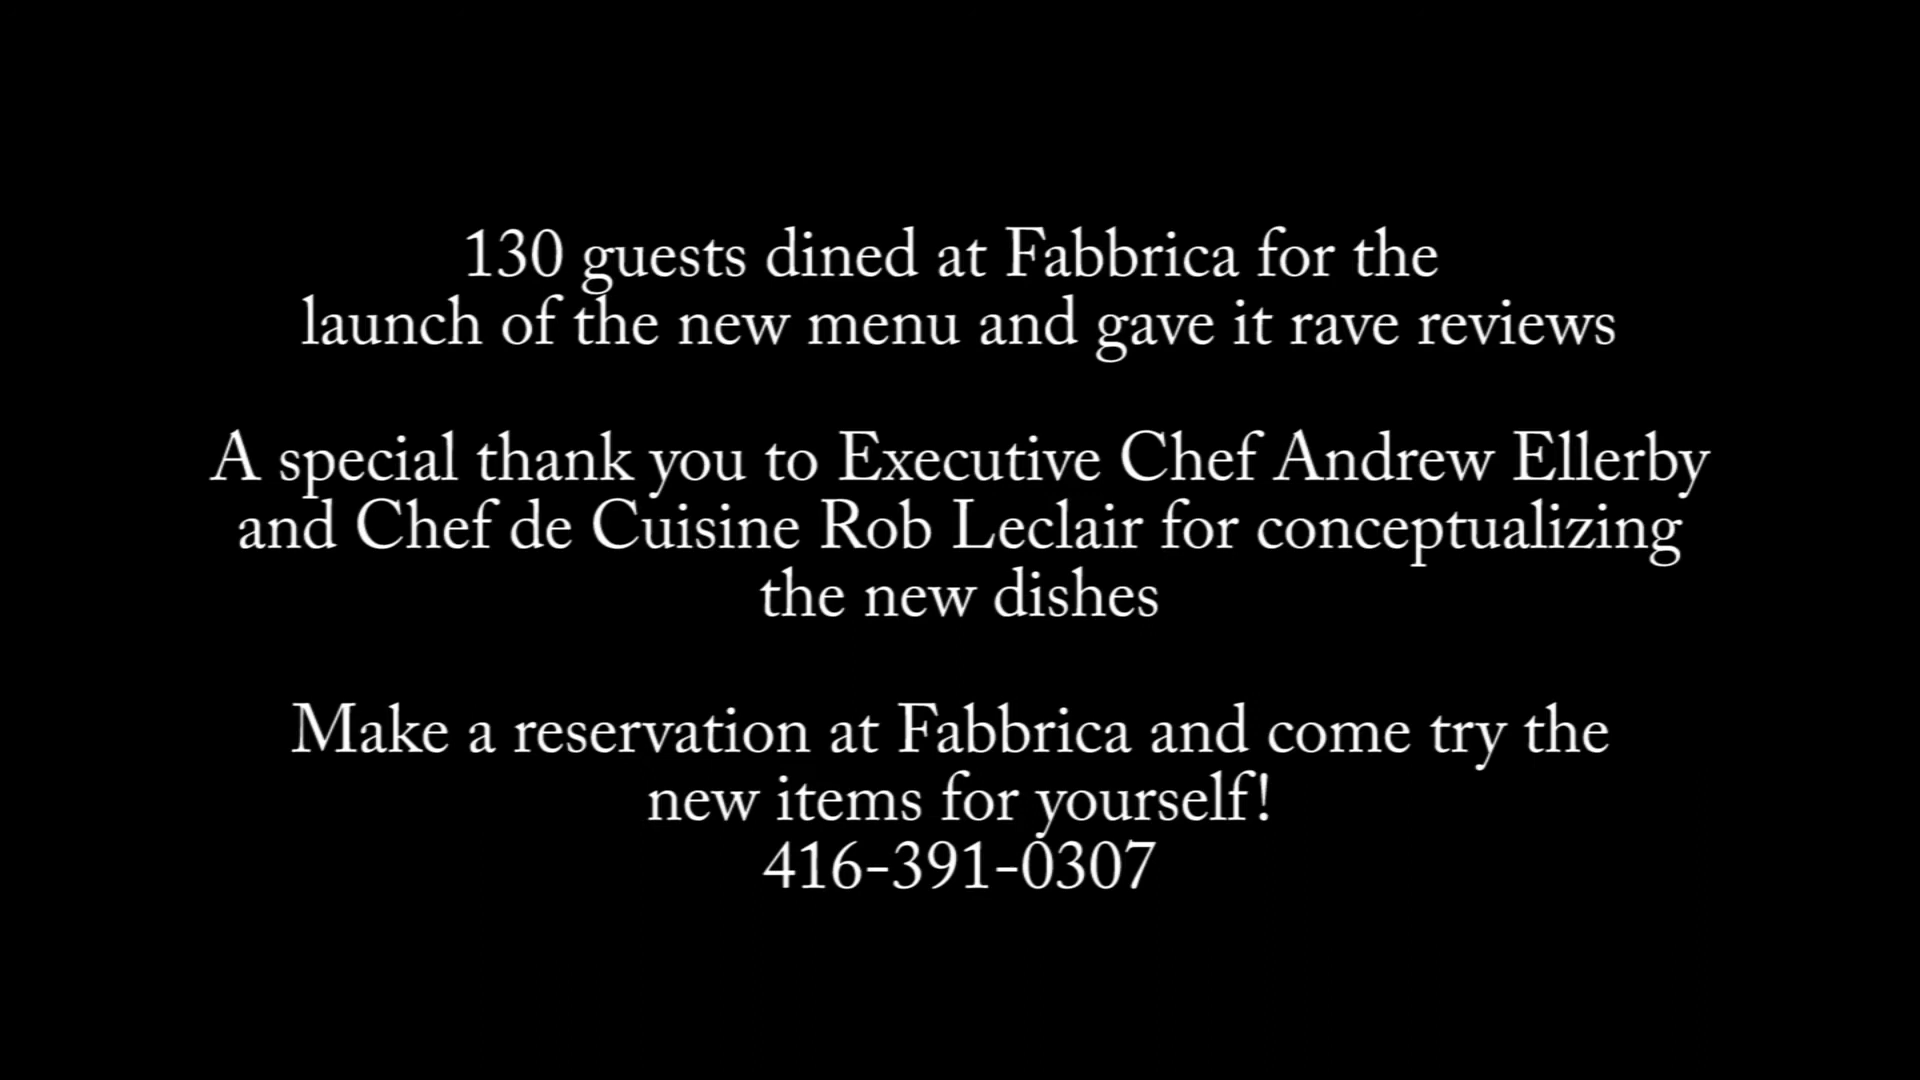 130 guests dined at Fabbrica for the
launch of the new menu and gave it rave reviews
A special thank you to Executive Chef Andrew Ellerby
and Chef de Cuisine Rob Leclair for conceptualizing
the new dishes
Make a reservation at Fabbrica and come try the
new items for yourself!
416-391-0307